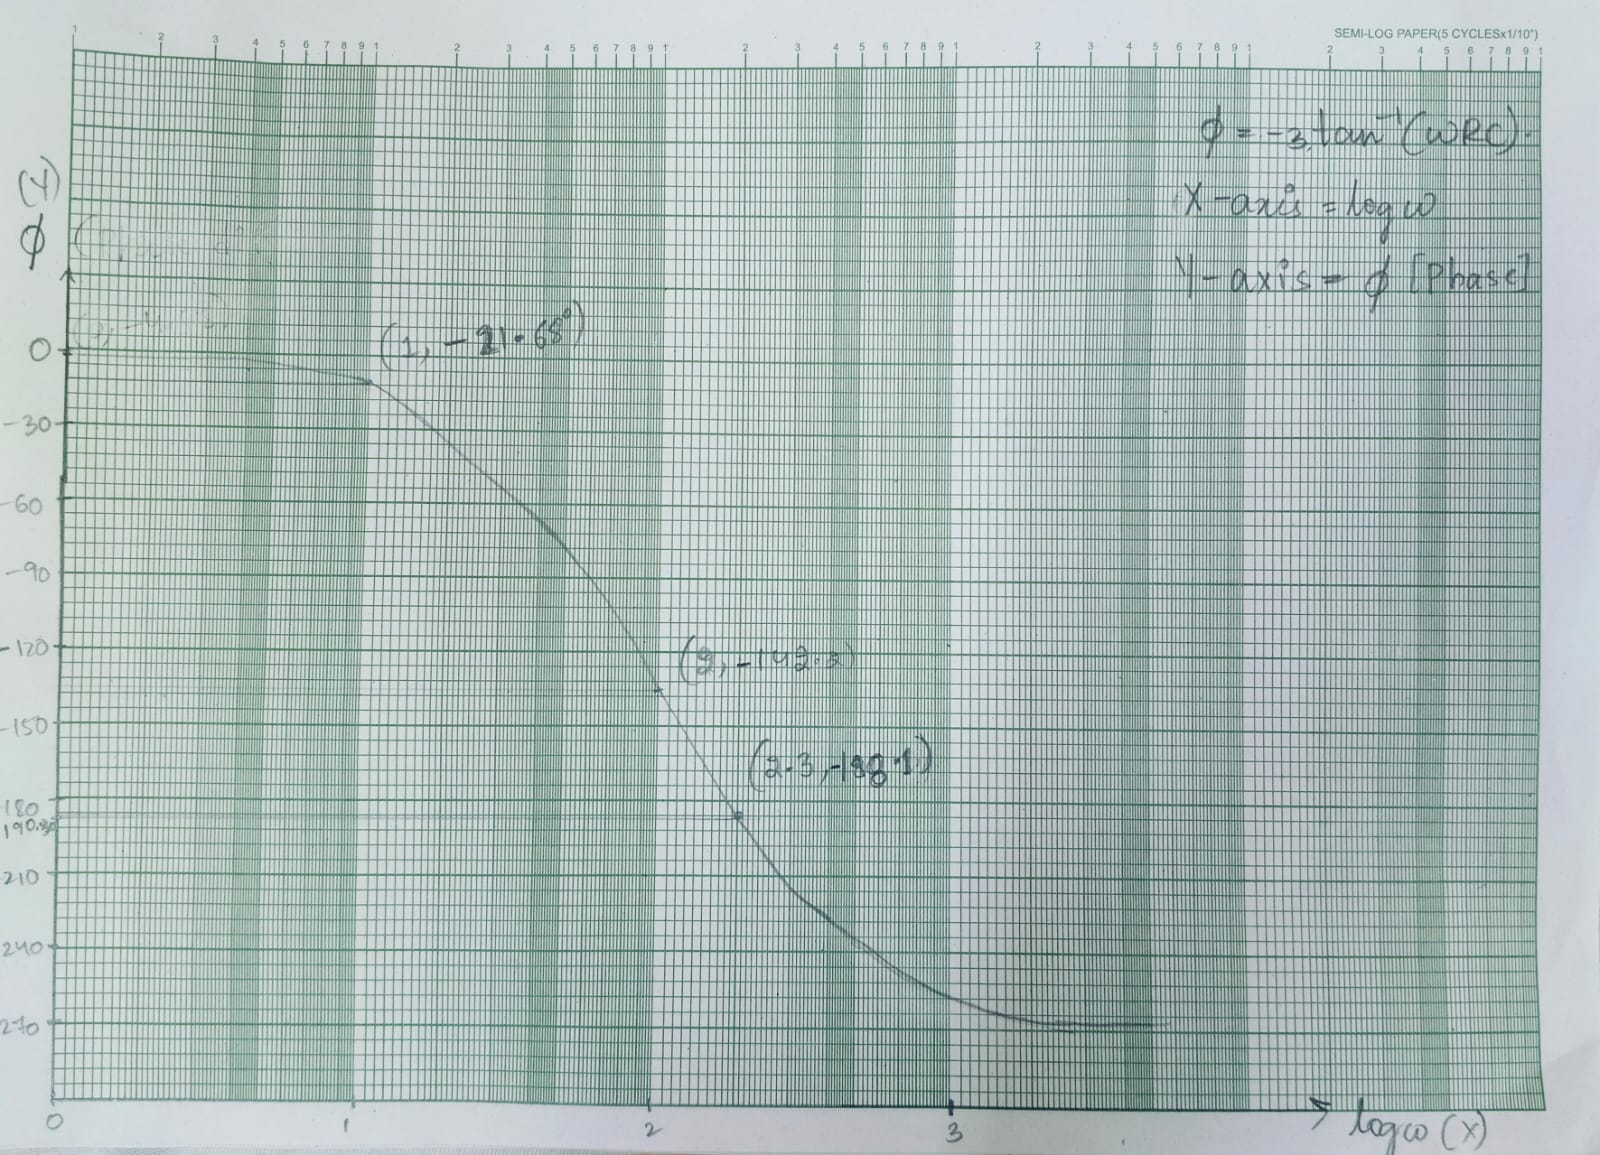 SEMI-LOG PAPER(5 CYCLESx1/10")
1 2 3 4 5 6 7 8 9 1 2 3 4 5 6 7 8 9 1 2 3 4 5 6 7 8 9 1 2 3 4 5 6 7 8 9 1 2 3 4 5 6 7 8 9 1
ϕ = -3 tan⁻¹(WRC).
X-axis = log ω
Y-axis = ϕ [Phase]
(Y)
ϕ
(1, -21.68°)
0
-30
-60
-90
-120
(2, -142.2)
-150
(2.3, -188.1)
180
190.30
210
240
270
0 1 2 3
log ω (X)